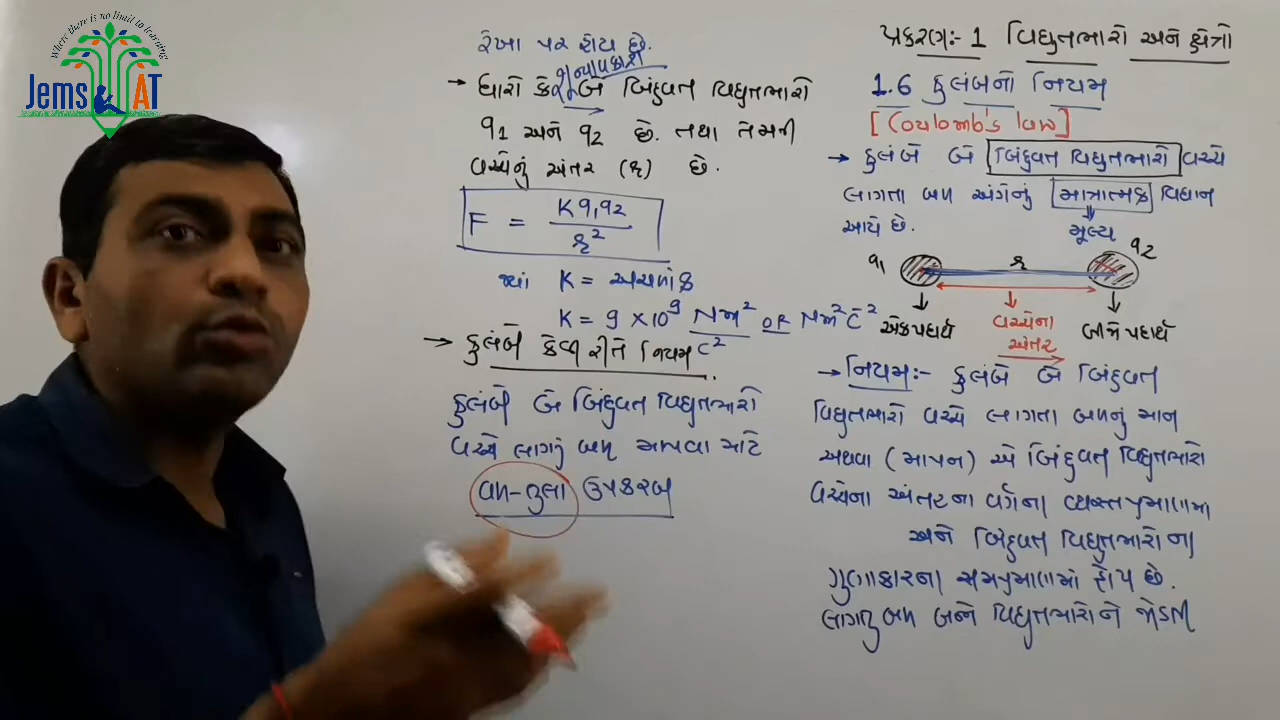 Where there is no limit to learning
Jems AT
પ્રકરણ:- 1 વિદ્યુતભારો અને ક્ષેત્રો
1.6 કુલંબનો નિયમ
[Coulomb's law]
→ કુલંબે બે બિંદુવત વિદ્યુતભારો વચ્ચે
લાગતા બળ અંગેનું માત્રાત્મક વિધાન
આપે છે.
મૂલ્ય
q1 r q2
એકપદાર્થ વચ્ચેના અંતર બીજો પદાર્થ
→ નિયમ:- કુલંબે બે બિંદુવત
વિદ્યુતભારો વચ્ચે લાગતા બળનું માન
અથવા (માપન) એ બિંદુવત વિદ્યુતભારો
વચ્ચેના અંતરના વર્ગના વ્યસ્તપ્રમાણમાં
અને બિંદુવત વિદ્યુતભારોના
ગુણાકારના સમપ્રમાણમાં હોય છે.
લાગતુ બળ બન્ને વિદ્યુતભારોને જોડતી
રેખા પર હોય છે.
શૂન્યાવકાશ
→ ધારો કે બે બિંદુવત વિદ્યુતભારો
q1 અને q2 છે. તથા તેમની
વચ્ચેનું અંતર (r) છે.
F = Kq1q2 / r²
જ્યાં K = અચળાંક
K = 9 ×10⁹ Nm²/C² OR Nm²C⁻²
→ કુલંબે કેવી રીતે નિયમ
કુલંબે બે બિંદુવત વિદ્યુતભારો
વચ્ચે લાગતું બળ માપવા માટે
વળ-તુલા ઉપકરણ